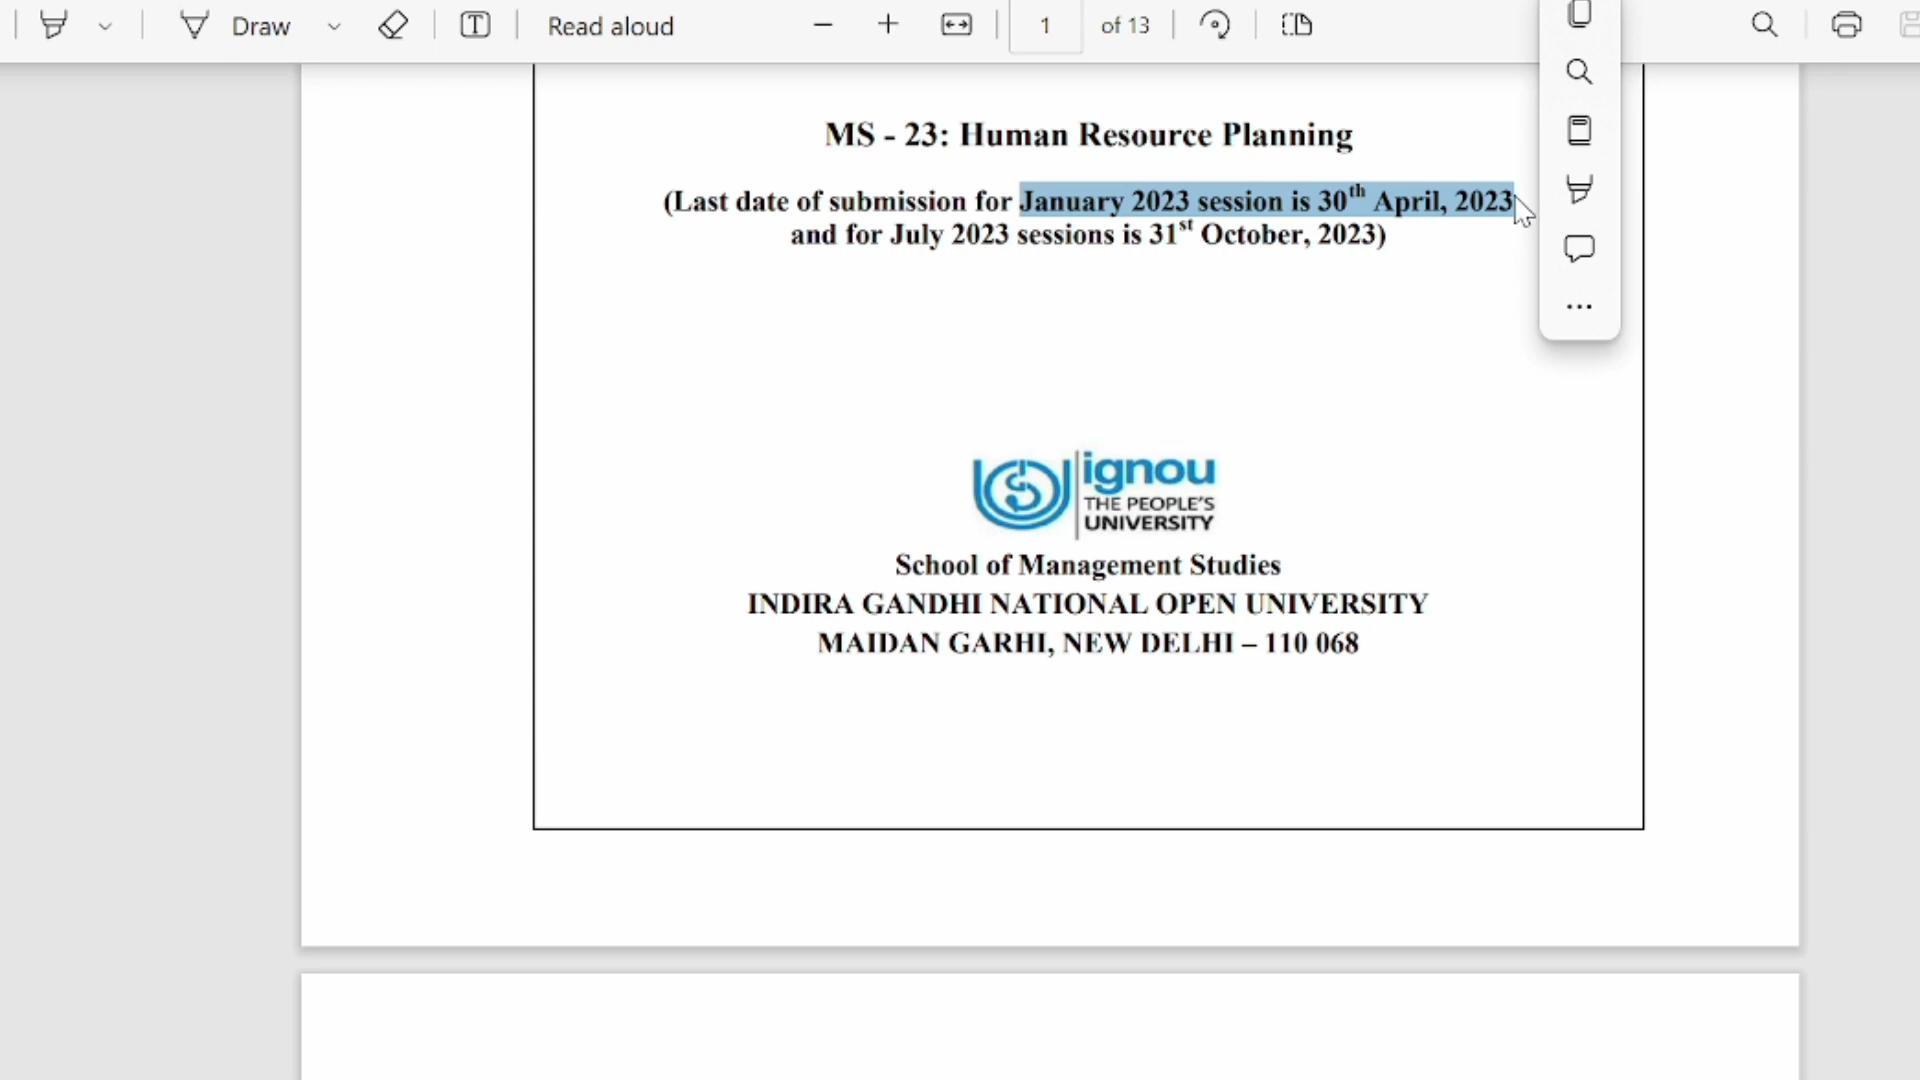 Draw
Read aloud
1 of 13
MS - 23: Human Resource Planning
(Last date of submission for January 2023 session is 30th April, 2023
and for July 2023 sessions is 31st October, 2023)
ignou
THE PEOPLE'S
UNIVERSITY
School of Management Studies
INDIRA GANDHI NATIONAL OPEN UNIVERSITY
MAIDAN GARHI, NEW DELHI – 110 068